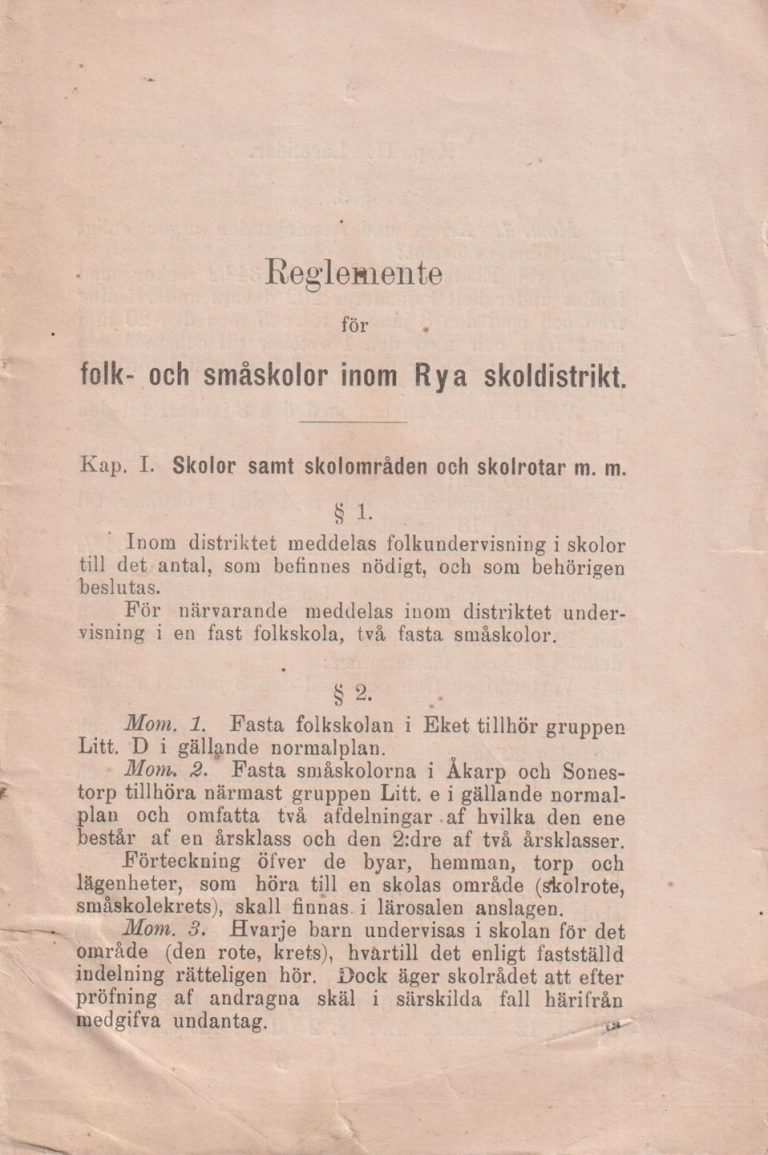 Reglemente
för
folk- och småskolor inom Rya skoldistrikt.
Kap. I. Skolor samt skolområden och skolrotar m. m.
§ 1.
Inom distriktet meddelas folkundervisning i skolor
till det antal, som befinnes nödigt, och som behörigen
beslutas.
För närvarande meddelas inom distriktet under-
visning i en fast folkskola, två fasta småskolor.
§ 2.
Mom. 1. Fasta folkskolan i Eket tillhör gruppen
Litt. D i gällande normalplan.
Mom. 2. Fasta småskolorna i Åkarp och Sones-
torp tillhöra närmast gruppen Litt. e i gällande normal-
plan och omfatta två afdelningar af hvilka den ene
består af en årsklass och den 2:dre af två årsklasser.
Förteckning öfver de byar, hemman, torp och
lägenheter, som höra till en skolas område (skolrote,
småskolekrets), skall finnas i lärosalen anslagen.
Mom. 3. Hvarje barn undervisas i skolan för det
område (den rote, krets), hvartill det enligt fastställd
indelning rätteligen hör. Dock äger skolrådet att efter
pröfning af andragna skäl i särskilda fall härifrån
medgifva undantag.